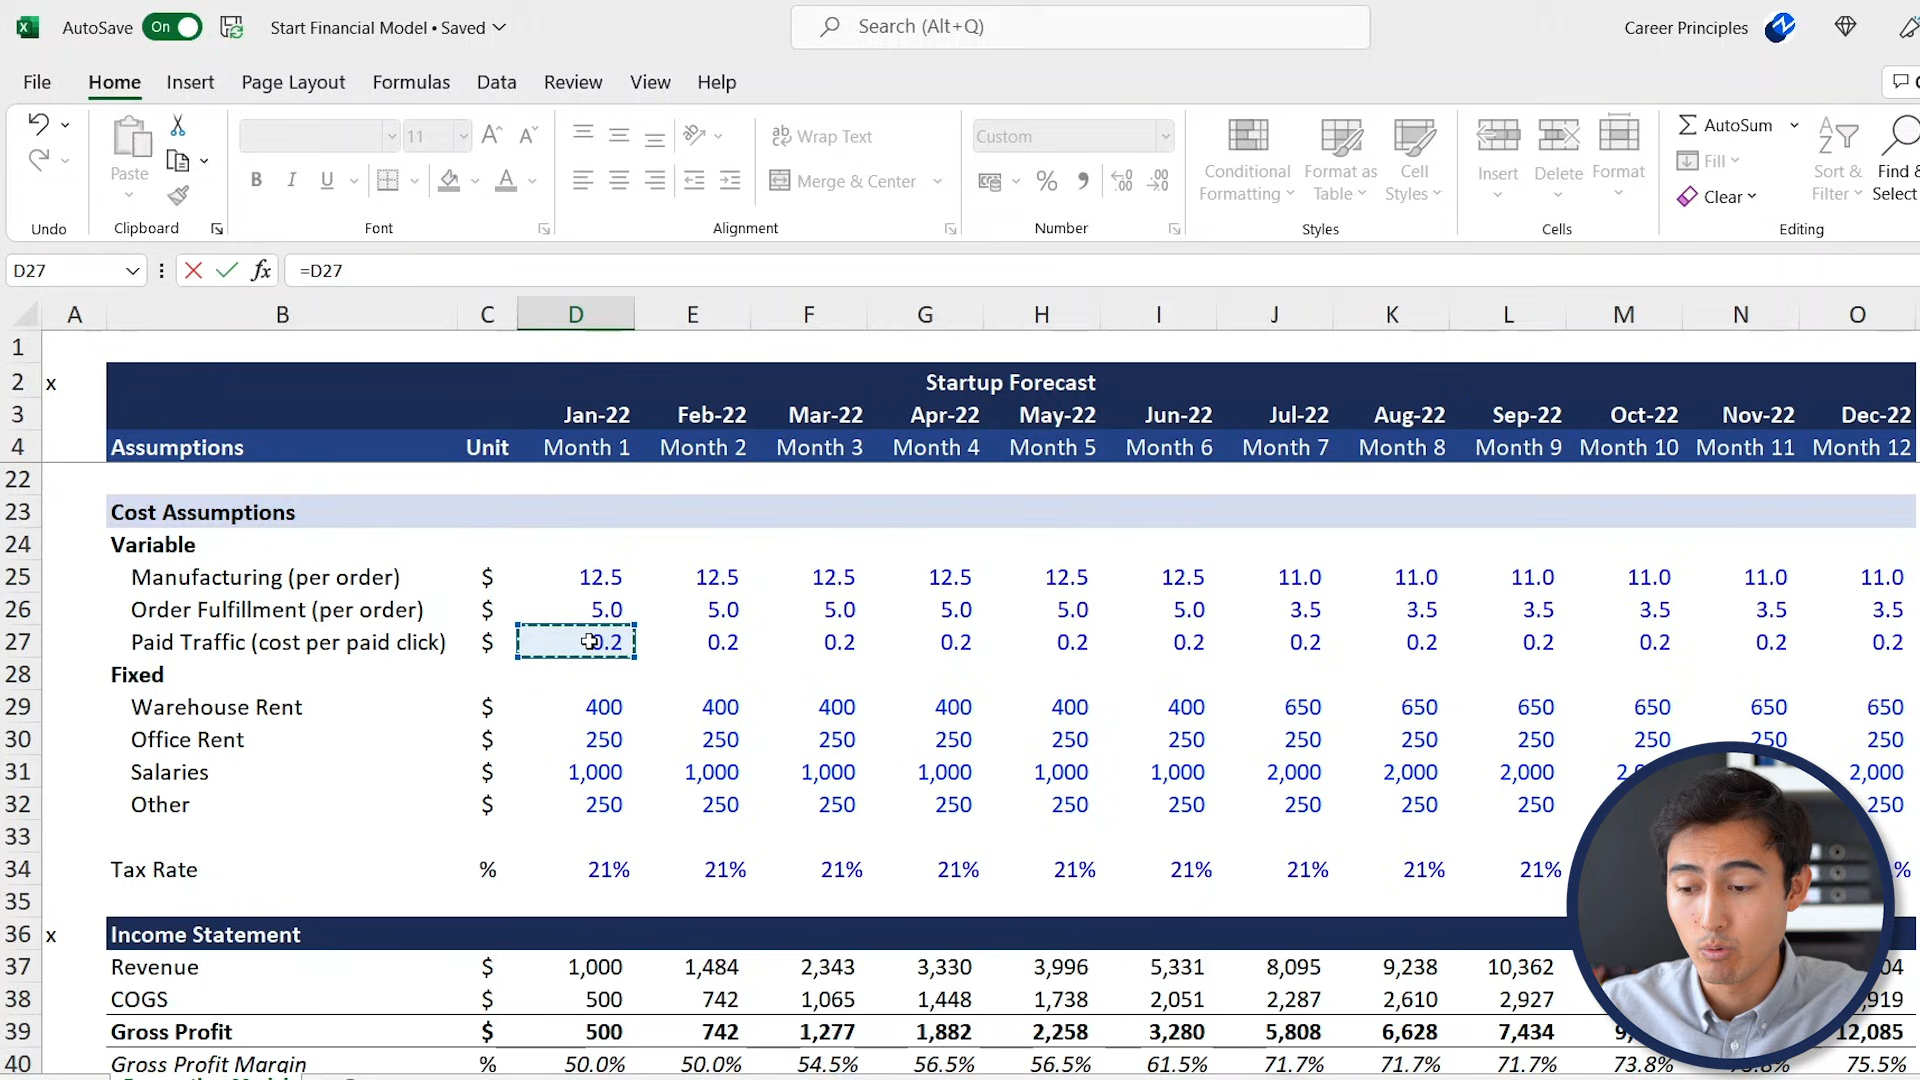 AutoSave On Start Financial Model • Saved Search (Alt+Q) Career Principles
File Home Insert Page Layout Formulas Data Review View Help
Undo
Paste
Clipboard
11
B I U
Font
Wrap Text
Merge & Center
Alignment
Custom
Number
Conditional Formatting
Format as Table
Cell Styles
Styles
Insert Delete Format
Cells
AutoSum
Fill
Clear
Sort & Filter
Find & Select
Editing
D27 fx =D27
A B C D E F G H I J K L M N O
1
2 x Startup Forecast
3 Jan-22 Feb-22 Mar-22 Apr-22 May-22 Jun-22 Jul-22 Aug-22 Sep-22 Oct-22 Nov-22 Dec-22
4 Assumptions Unit Month 1 Month 2 Month 3 Month 4 Month 5 Month 6 Month 7 Month 8 Month 9 Month 10 Month 11 Month 12
22
23 Cost Assumptions
24 Variable
25 Manufacturing (per order) $ 12.5 12.5 12.5 12.5 12.5 12.5 11.0 11.0 11.0 11.0 11.0 11.0
26 Order Fulfillment (per order) $ 5.0 5.0 5.0 5.0 5.0 5.0 3.5 3.5 3.5 3.5 3.5 3.5
27 Paid Traffic (cost per paid click) $ 0.2 0.2 0.2 0.2 0.2 0.2 0.2 0.2 0.2 0.2 0.2 0.2
28 Fixed
29 Warehouse Rent $ 400 400 400 400 400 400 650 650 650 650 650 650
30 Office Rent $ 250 250 250 250 250 250 250 250 250 250 250 250
31 Salaries $ 1,000 1,000 1,000 1,000 1,000 1,000 2,000 2,000 2,000 2,000
32 Other $ 250 250 250 250 250 250 250 250 250 250
33
34 Tax Rate % 21% 21% 21% 21% 21% 21% 21% 21% 21% %
35
36 x Income Statement
37 Revenue $ 1,000 1,484 2,343 3,330 3,996 5,331 8,095 9,238 10,362
38 COGS $ 500 742 1,065 1,448 1,738 2,051 2,287 2,610 2,927
39 Gross Profit $ 500 742 1,277 1,882 2,258 3,280 5,808 6,628 7,434 12,085
40 Gross Profit Margin % 50.0% 50.0% 54.5% 56.5% 56.5% 61.5% 71.7% 71.7% 71.7% 73.8% 75.5%